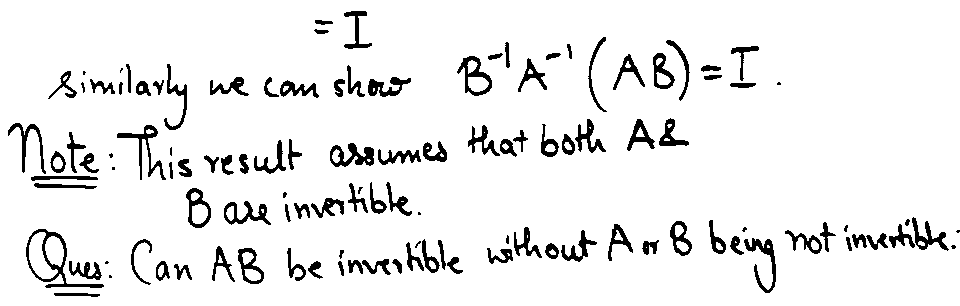 = I
Similarly we can show B⁻¹A⁻¹(AB) = I.
Note: This result assumes that both A &
B are invertible.
Ques: Can AB be invertible without A or B being not invertible.